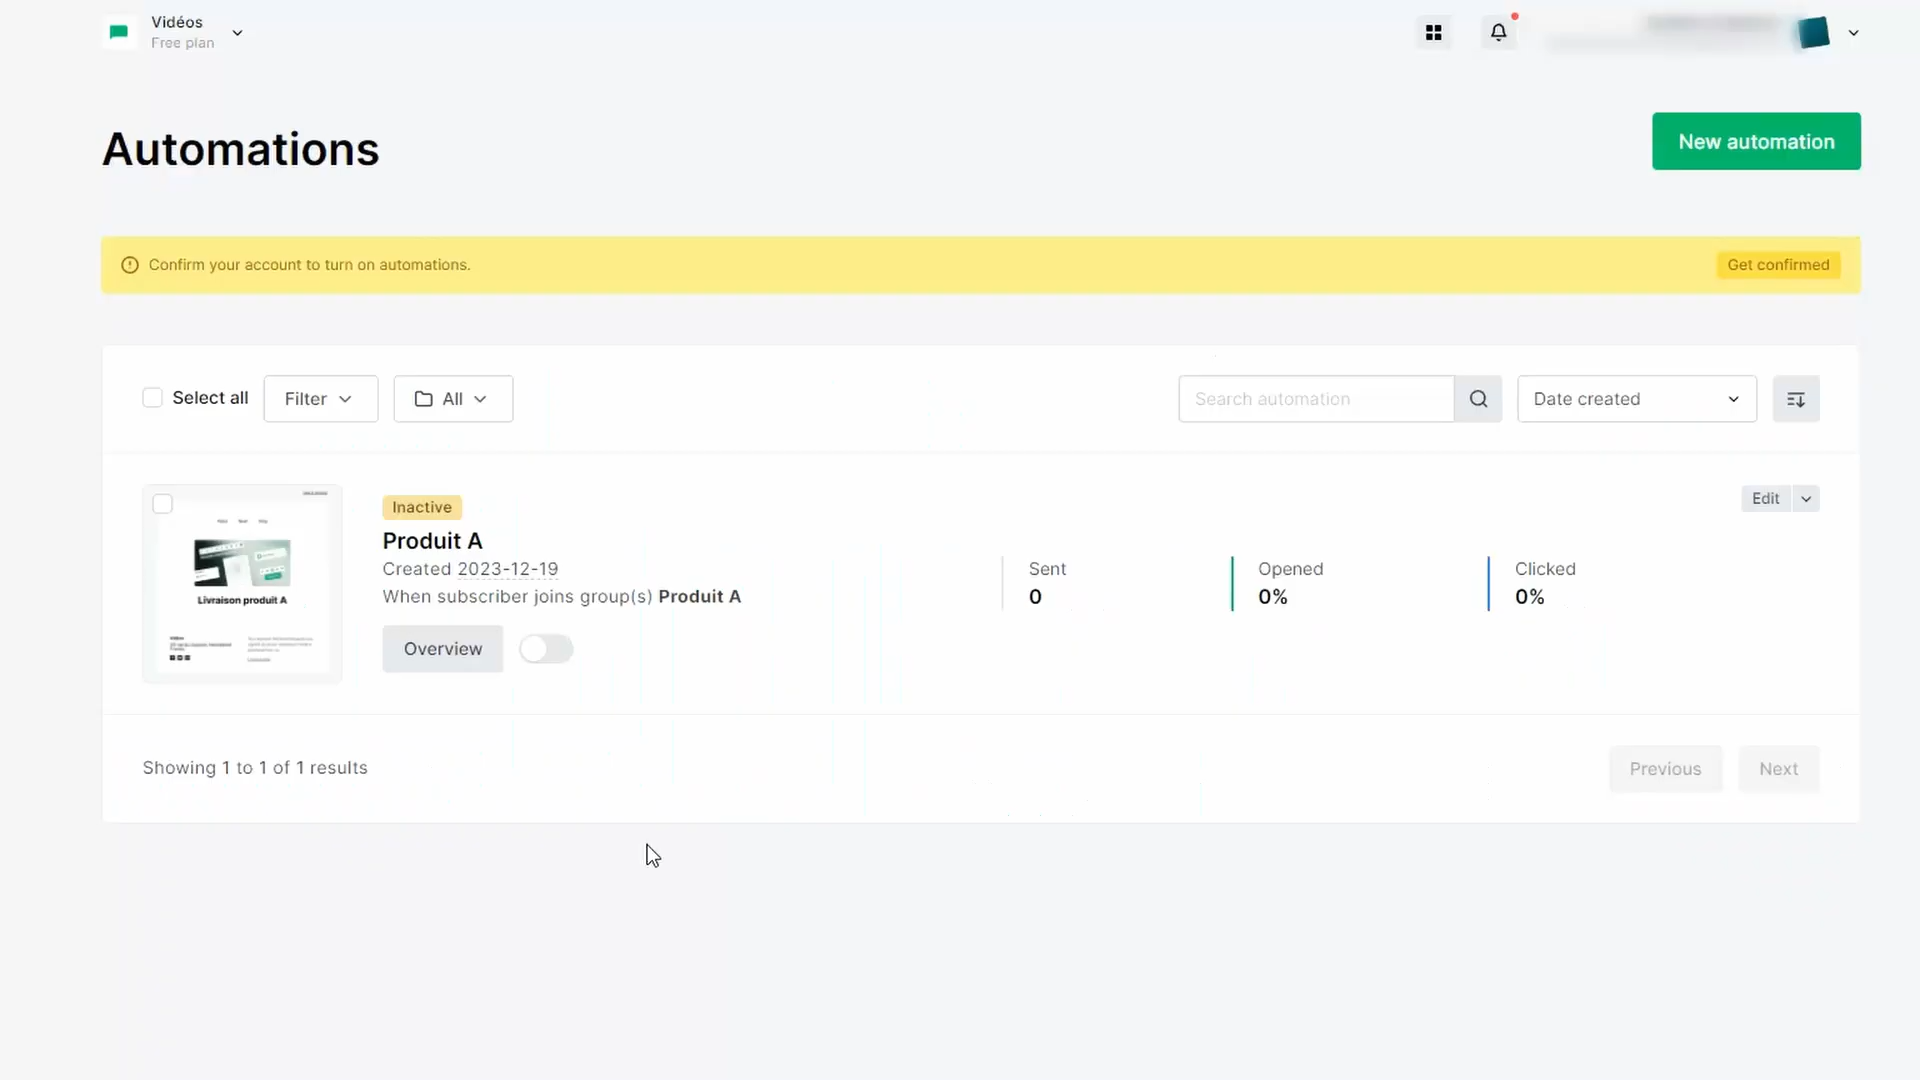 Vidéos
Free plan
Automations
New automation
Confirm your account to turn on automations.
Get confirmed
Select all
Filter
All
Search automation
Date created
Inactive
Edit
Produit A
Created 2023-12-19
When subscriber joins group(s) Produit A
Sent
0
Opened
0%
Clicked
0%
Livraison produit A
Overview
Showing 1 to 1 of 1 results
Previous
Next